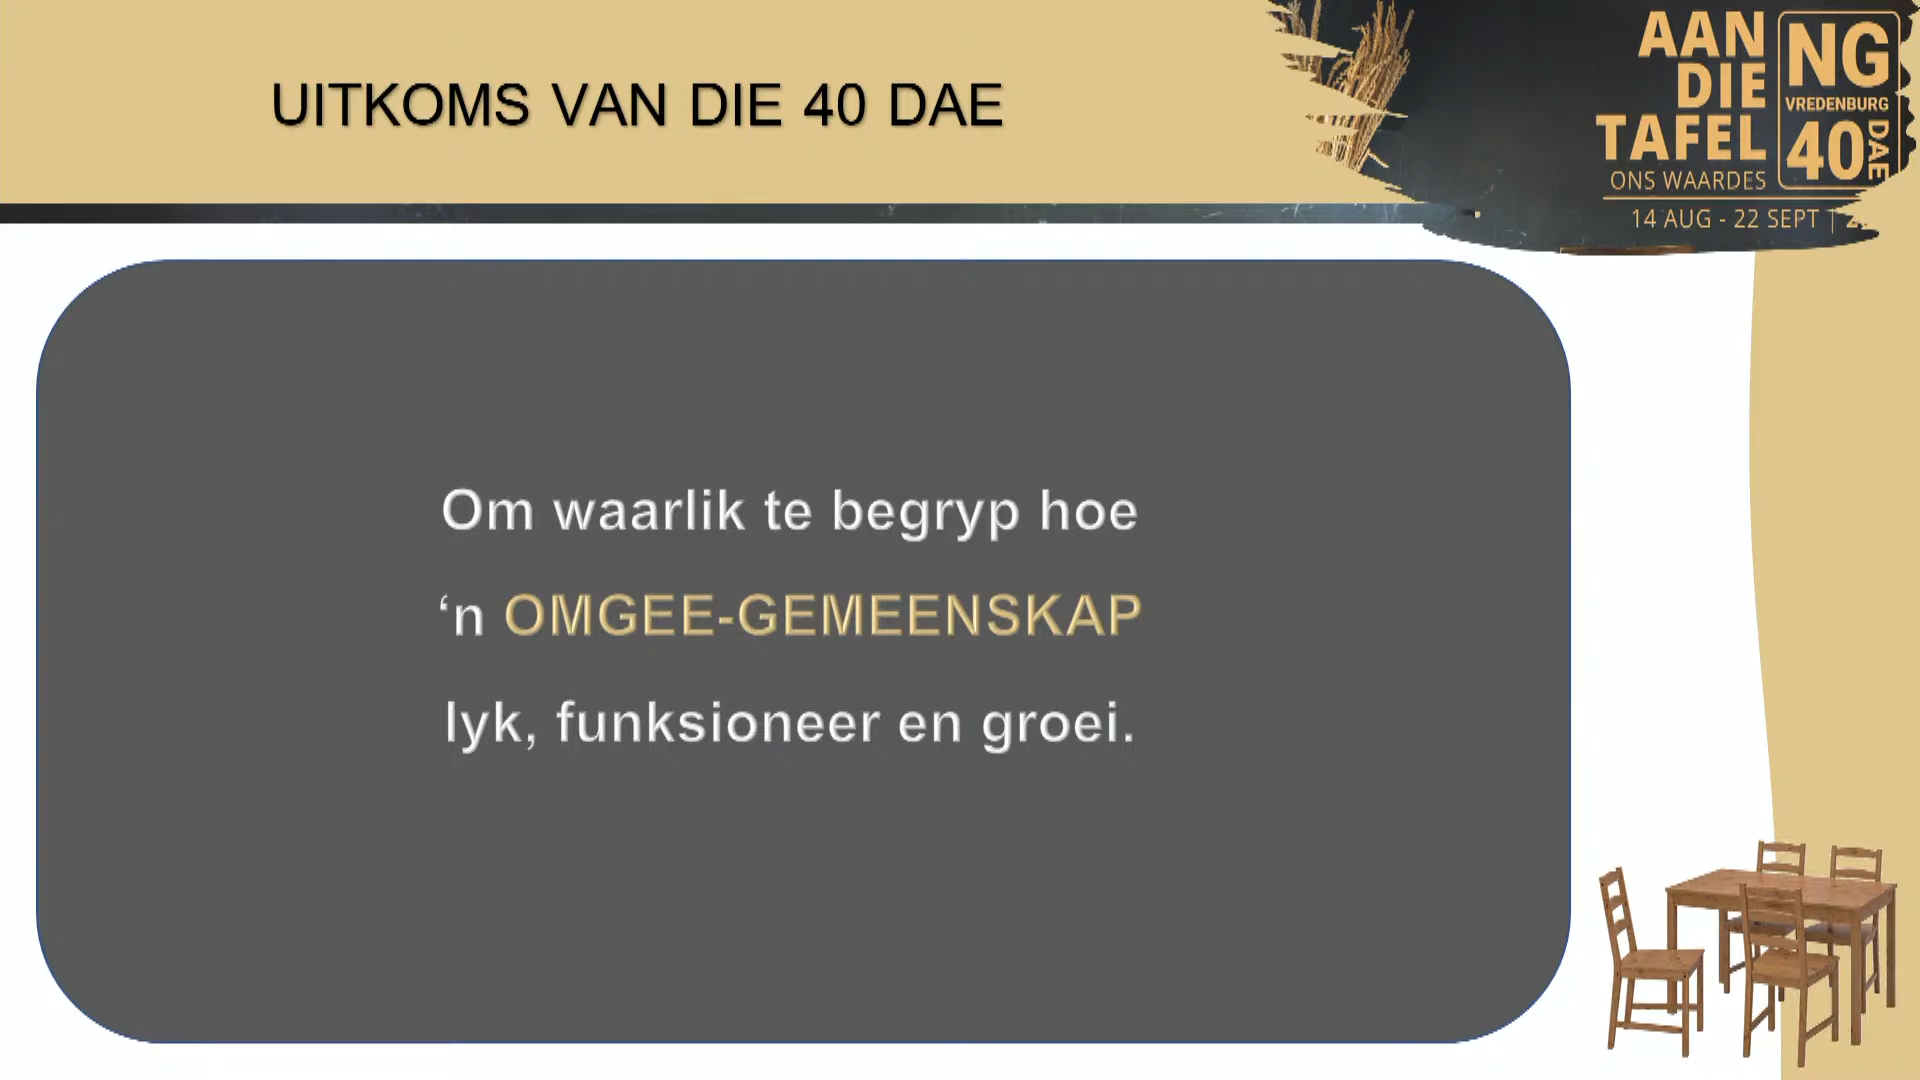 UITKOMS VAN DIE 40 DAE
AAN
DIE
TAFEL
ONS WAARDES
NG
VREDENBURG
40
DAE
14 AUG - 22 SEPT |
Om waarlik te begryp hoe
‘n OMGEE-GEMEENSKAP
lyk, funksioneer en groei.